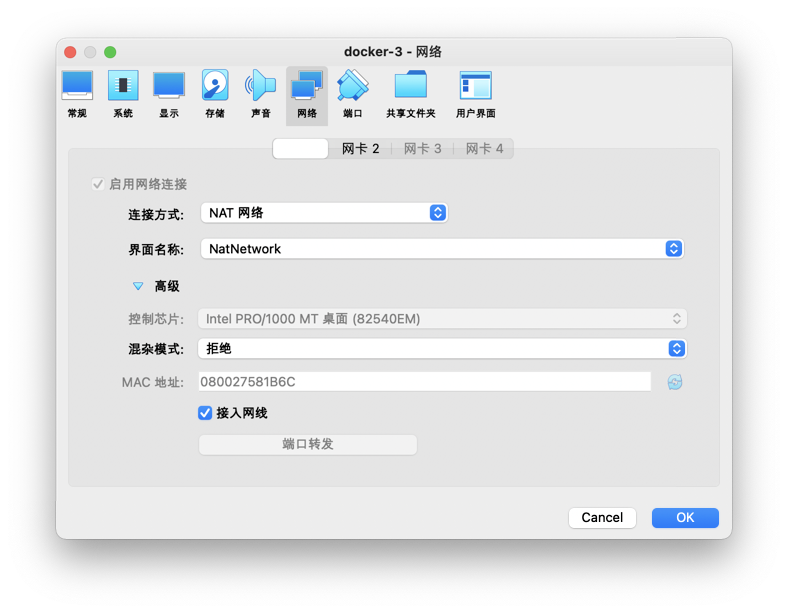 docker-3 - 网络
常规 系统 显示 存储 声音 网络 端口 共享文件夹 用户界面
网卡 2 网卡 3 网卡 4
启用网络连接
连接方式: NAT 网络
界面名称: NatNetwork
高级
控制芯片: Intel PRO/1000 MT 桌面 (82540EM)
混杂模式: 拒绝
MAC 地址: 080027581B6C
接入网线
端口转发
Cancel OK